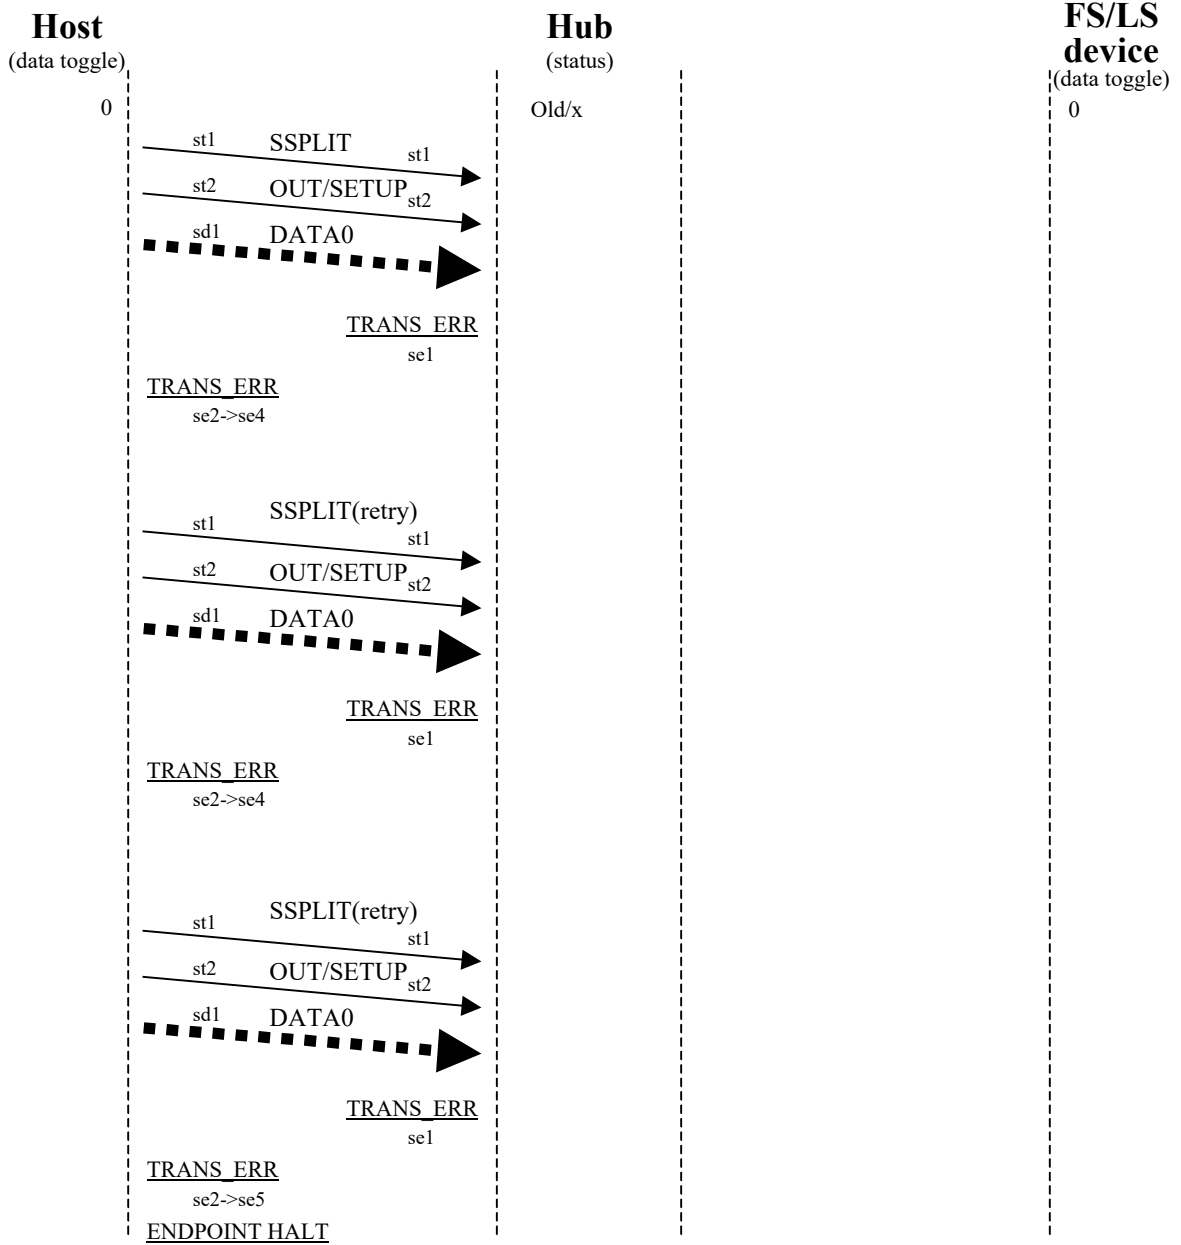 Host
(data toggle)
Hub
(status)
FS/LS
device
(data toggle)
0
Old/x
0
st1 SSPLIT st1
st2 OUT/SETUP st2
sd1 DATA0
TRANS_ERR
se1
TRANS_ERR
se2->se4
SSPLIT(retry)
st1 st1
st2 OUT/SETUP st2
sd1 DATA0
TRANS_ERR
se1
TRANS_ERR
se2->se4
SSPLIT(retry)
st1 st1
st2 OUT/SETUP st2
sd1 DATA0
TRANS_ERR
se1
TRANS_ERR
se2->se5
ENDPOINT HALT